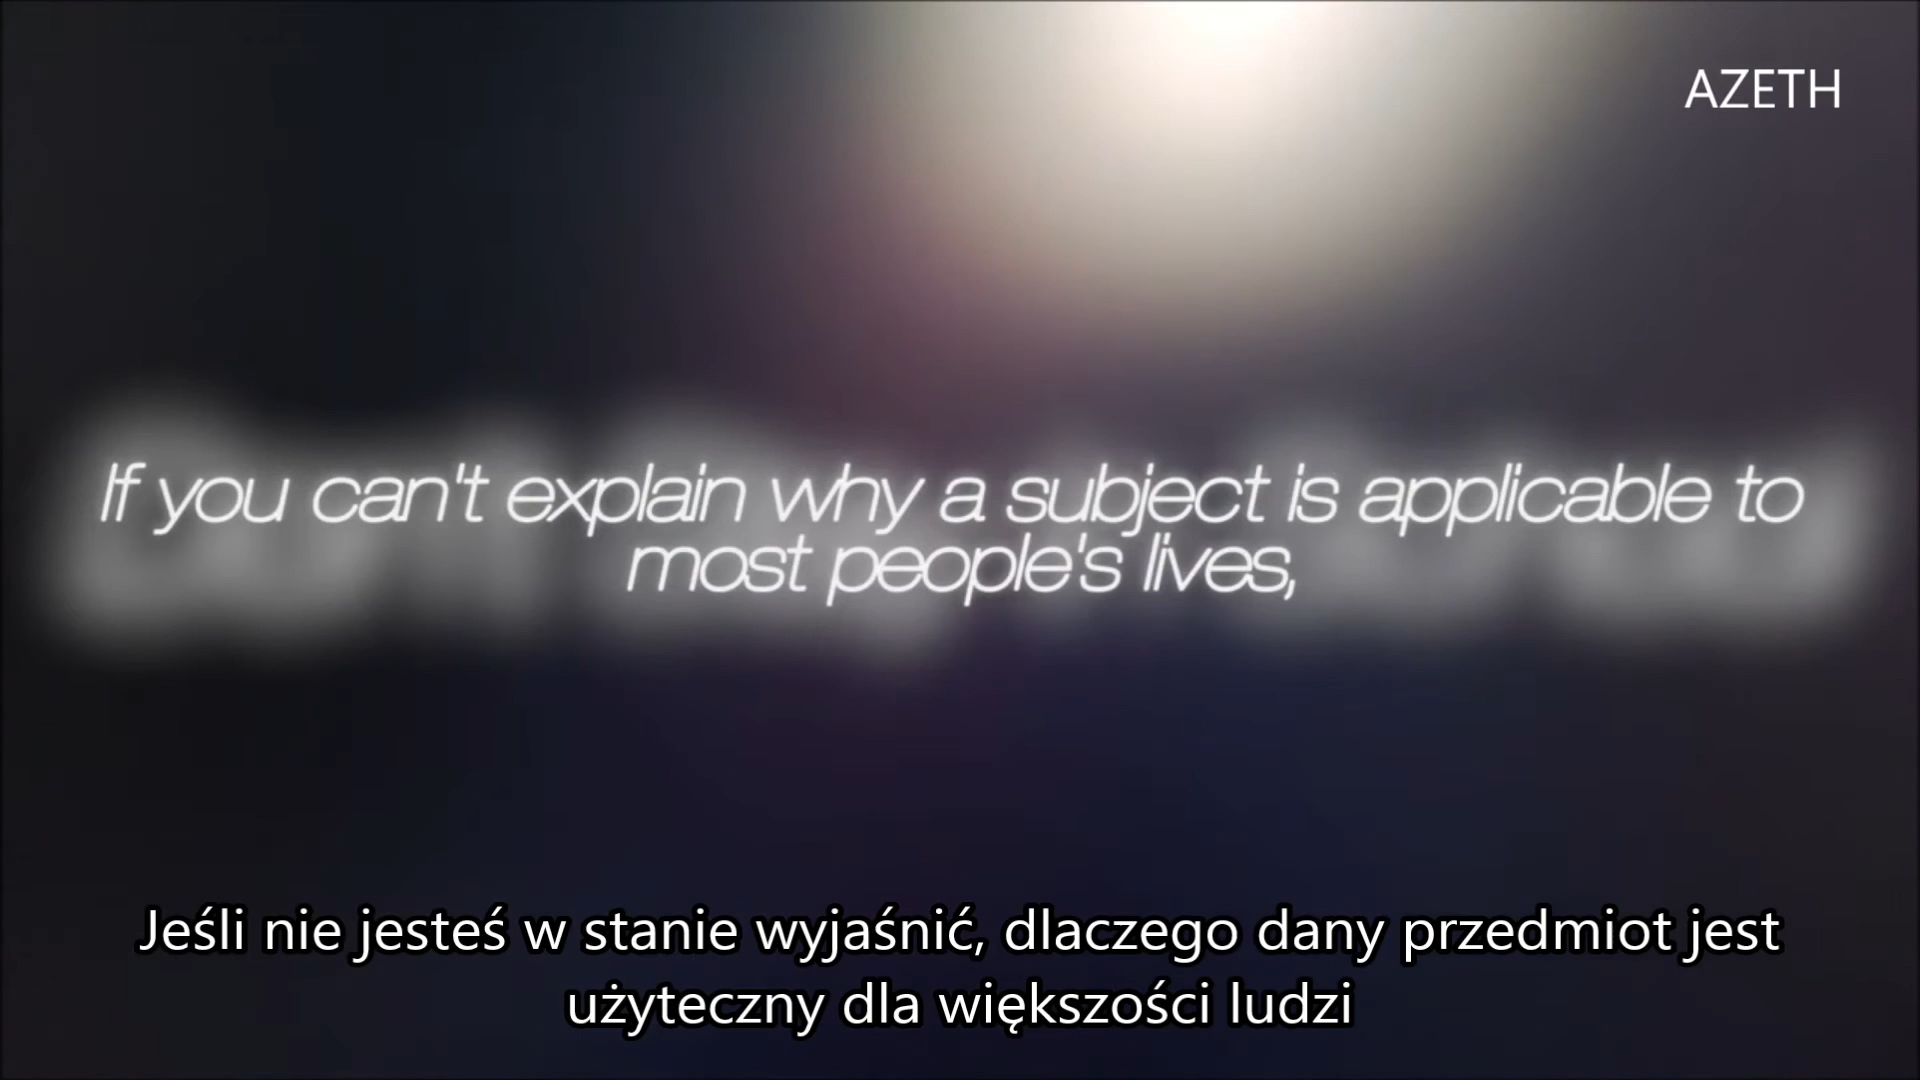 AZETH
If you can't explain why a subject is applicable to
most people's lives,
Jeśli nie jesteś w stanie wyjaśnić, dlaczego dany przedmiot jest
użyteczny dla większości ludzi